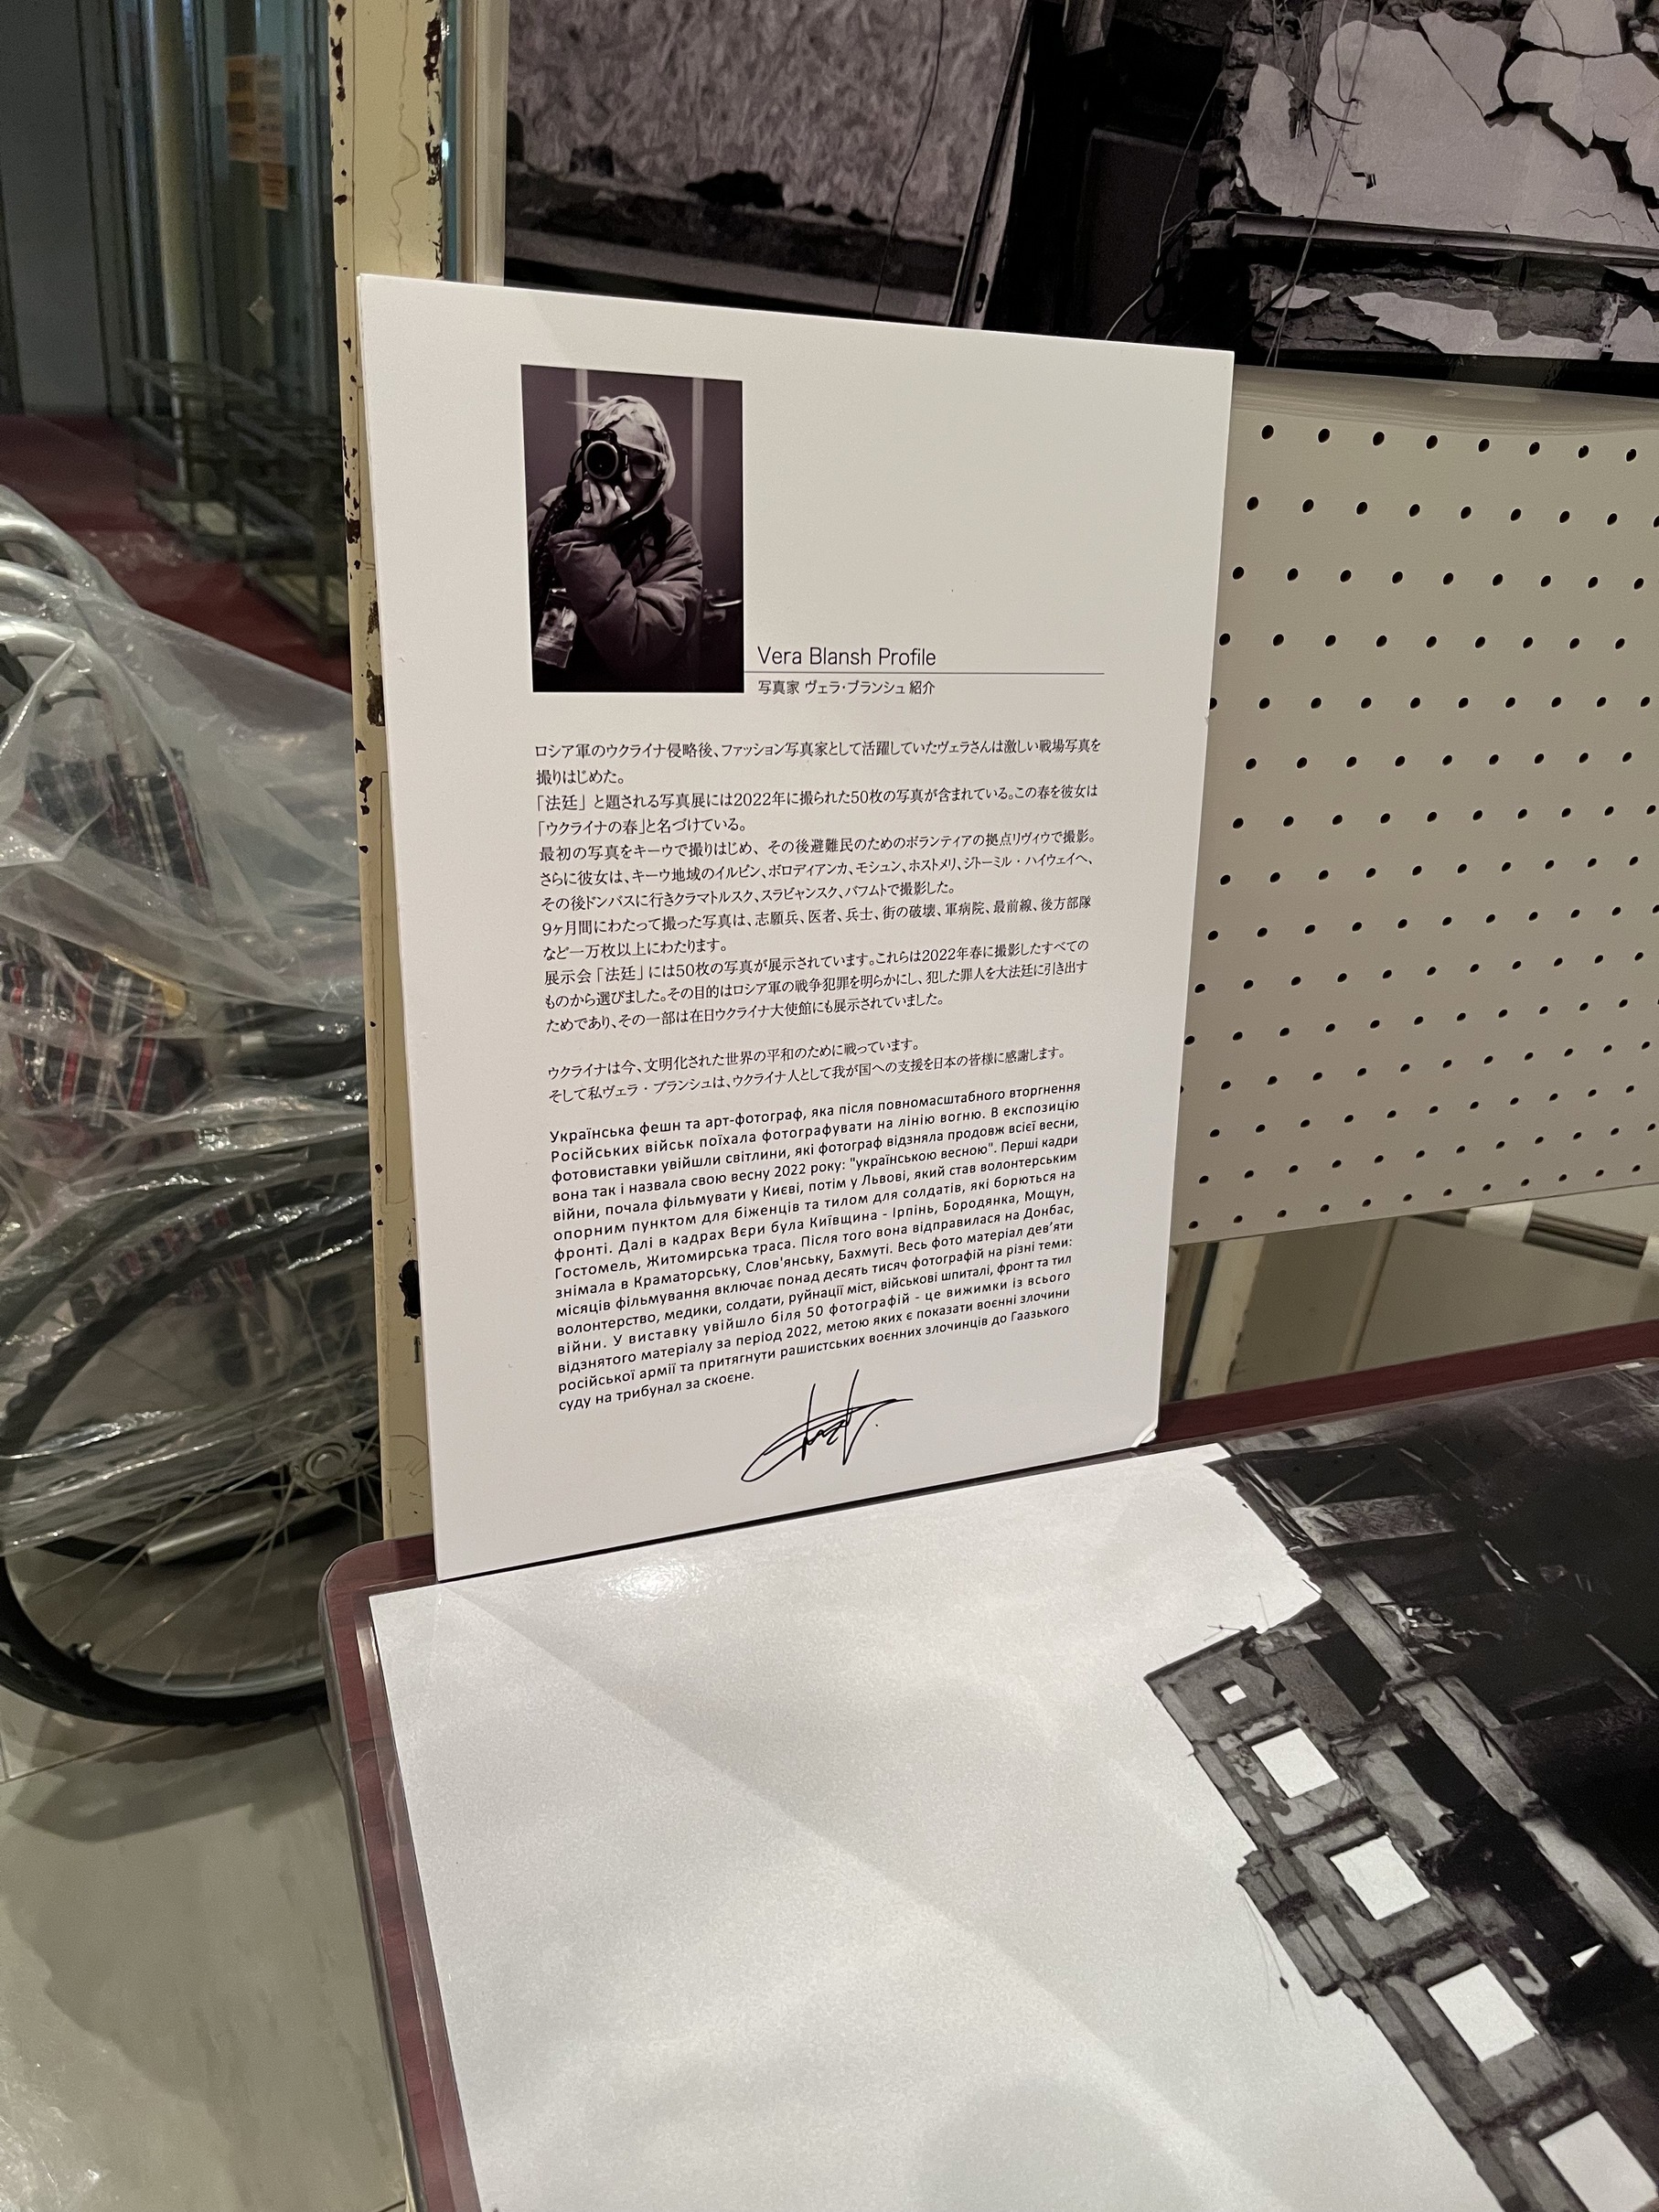 Vera Blansh Profile
写真家 ヴェラ・ブランシュ 紹介
ロシア軍のウクライナ侵略後、ファッション写真家として活躍していたヴェラさんは激しい戦場写真を
撮りはじめた。
「法廷」と題される写真展には2022年に撮られた50枚の写真が含まれている。この春を彼女は
「ウクライナの春」と名づけている。
最初の写真をキーウで撮りはじめ、その後避難民のためのボランティアの拠点リヴィウで撮影。
さらに彼女は、キーウ地域のイルピン、ボロディアンカ、モシュン、ホストメリ、ジトーミル・ハイウェイへ、
その後ドンバスに行きクラマトルスク、スラビャンスク、バフムトで撮影した。
9ヶ月間にわたって撮った写真は、志願兵、医者、兵士、街の破壊、軍病院、最前線、後方部隊
など一万枚以上にわたります。
展示会「法廷」には50枚の写真が展示されています。これらは2022年春に撮影したすべての
ものから選びました。その目的はロシア軍の戦争犯罪を明らかにし、犯した罪人を大法廷に引き出す
ためであり、その一部は在日ウクライナ大使館にも展示されていました。
ウクライナは今、文明化された世界の平和のために戦っています。
そして私ヴェラ・ブランシュは、ウクライナ人として我が国への支援を日本の皆様に感謝します。
Українська фешн та арт-фотограф, яка після повномасштабного вторгнення
Російських військ поїхала фотографувати на лінію вогню. В експозицію
фотовиставки увійшли світлини, які фотограф відзняла продовж всієї весни,
вона так і назвала свою весну 2022 року: "українською весною". Перші кадри
війни, почала фільмувати у Києві, потім у Львові, який став волонтерським
опорним пунктом для біженців та тилом для солдатів, які борються на
фронті. Далі в кадрах Вєри була Київщина - Ірпінь, Бородянка, Мощун,
Гостомель, Житомирська траса. Після того вона відправилася на Донбас,
знімала в Краматорську, Слов'янську, Бахмуті. Весь фото матеріал дев'яти
місяців фільмування включає понад десять тисяч фотографій на різні теми:
волонтерство, медики, солдати, руйнації міст, військові шпиталі, фронт та тил
війни. У виставку увійшло біля 50 фотографій - це вижимки із всього
відзнятого матеріалу за період 2022, метою яких є показати воєнні злочини
російської армії та притягнути рашистських воєнних злочинців до Гаазького
суду на трибунал за скоєне.